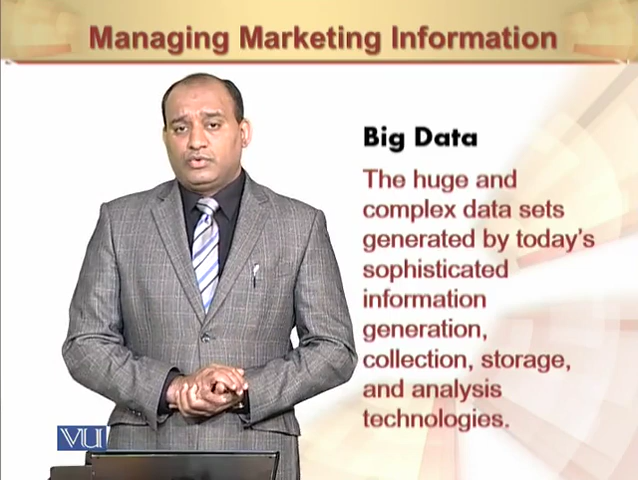 Managing Marketing Information
Big Data
The huge and
complex data sets
generated by today's
sophisticated
information
generation,
collection, storage,
and analysis
technologies.
VU